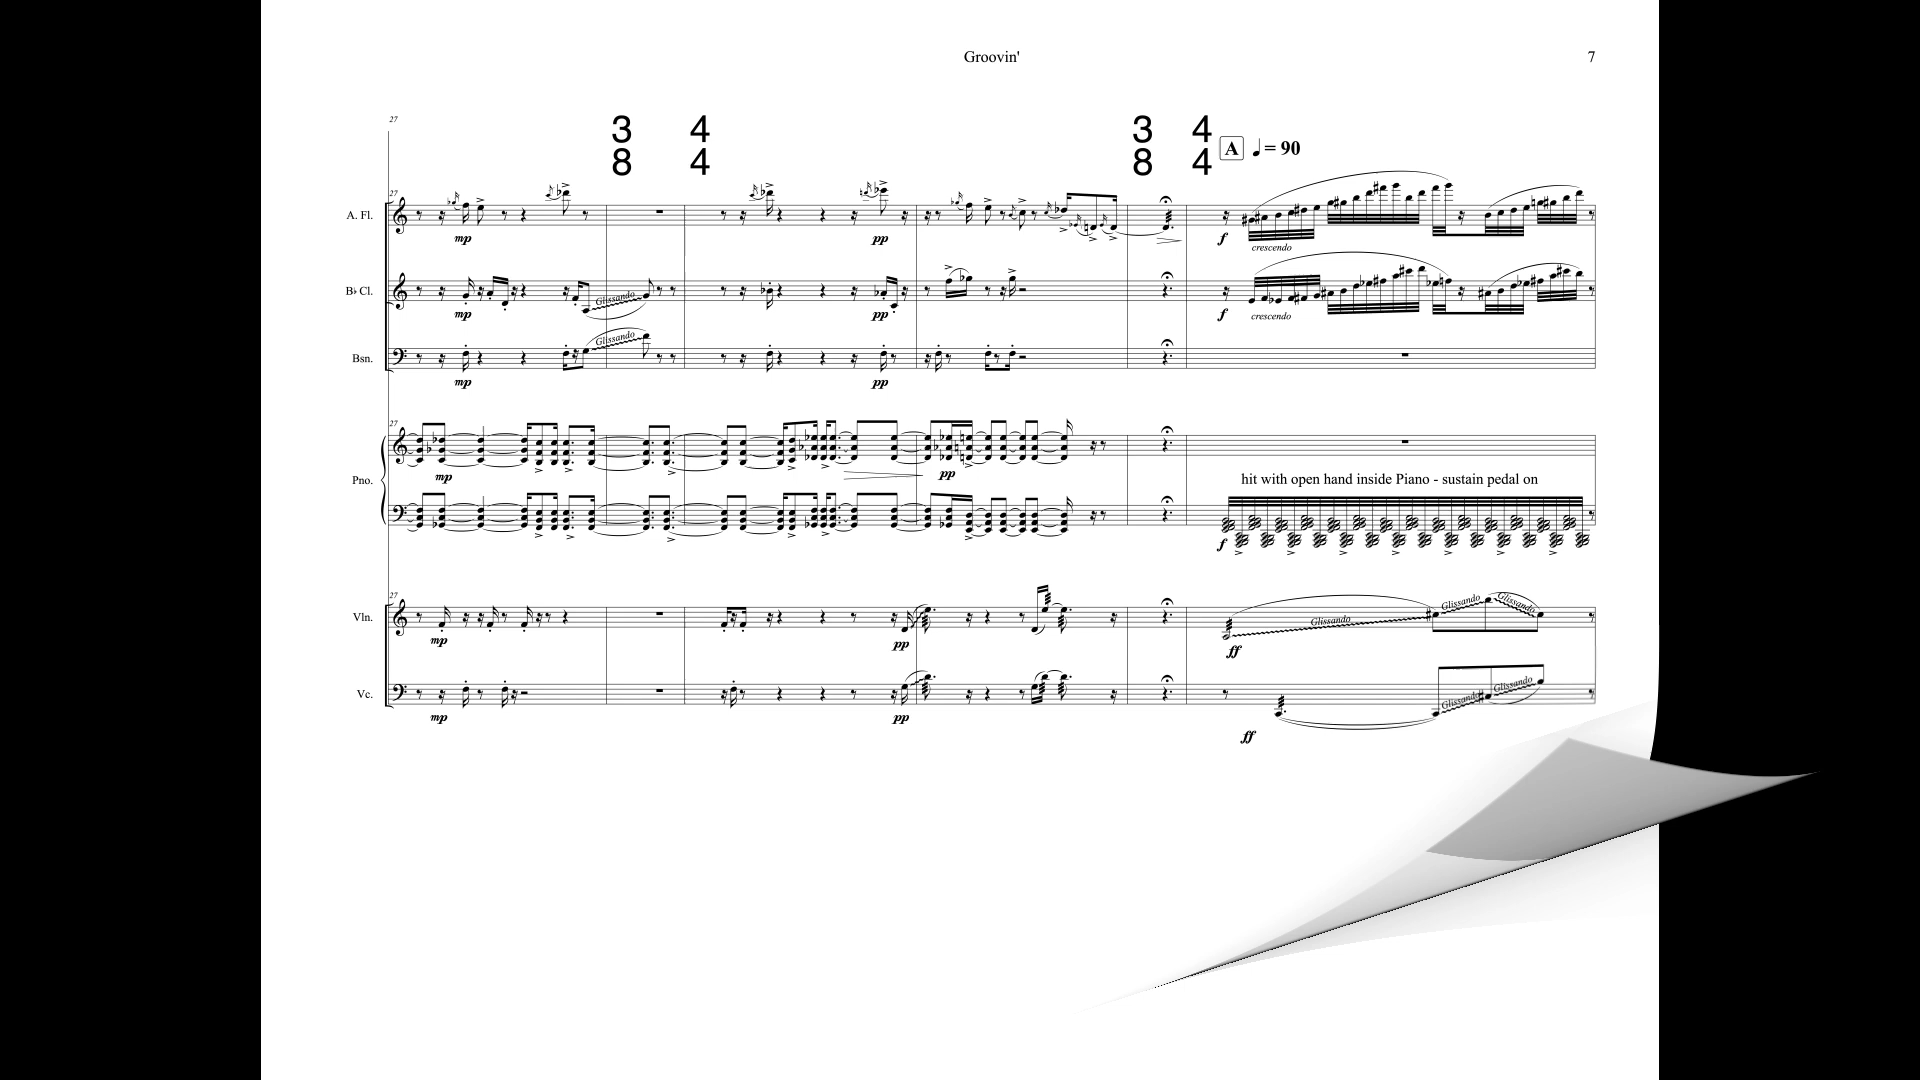 Groovin'
7
27
3 4 3 4
8 4 8 4
A ♩ = 90
27
A. Fl.
mp pp f
crescendo
B♭ Cl.
Glissando
mp pp f
crescendo
Bsn.
Glissando
mp pp
27
Pno.
mp pp
hit with open hand inside Piano - sustain pedal on
f
27
Vln.
Glissando Glissando Glissando
mp pp ff
Vc.
Glissando Glissando
mp pp ff